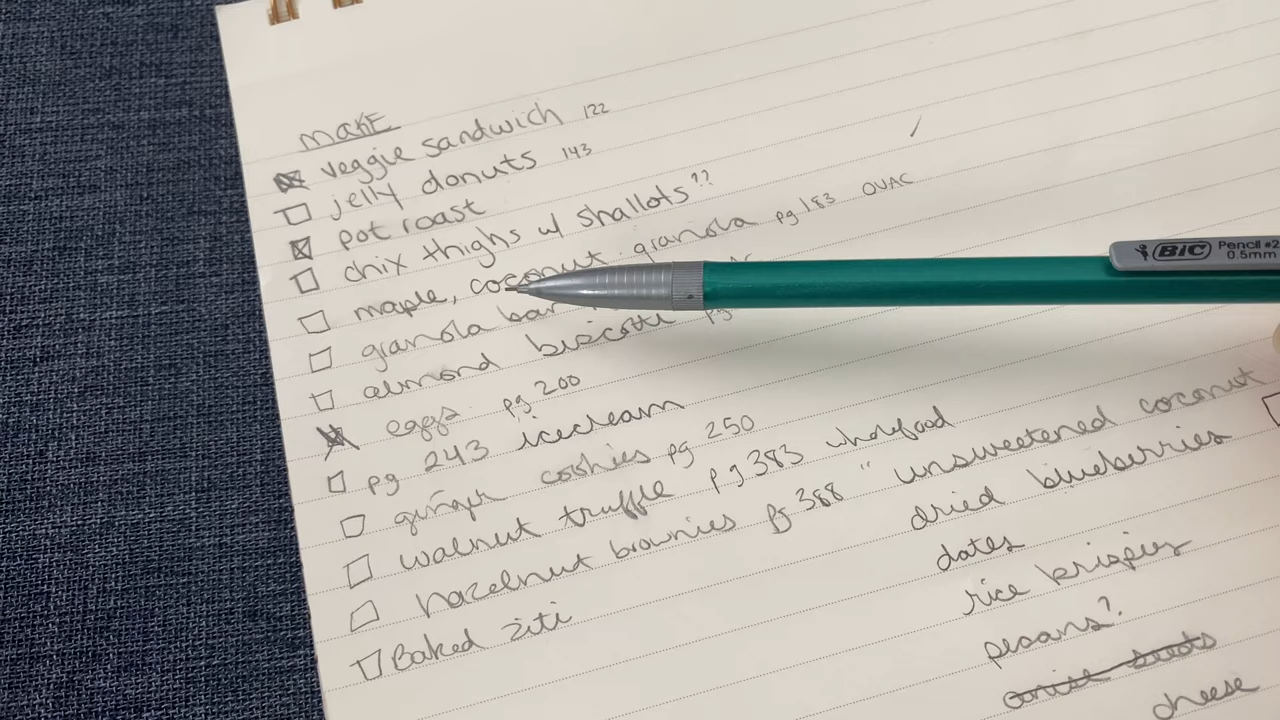 MAKE
veggie sandwich 122
jelly donuts 143
pot roast
chix thighs w/ shallots??
maple, coconut granola pg 183 OVAC
granola bar
almond biscotti pg
eggs pg 200
pg 243 icecream
ginger cookies pg 250
walnut truffle pg 383 wholefood
hazelnut brownies pg 388 "
Baked ziti
unsweetened coconut
dried blueberries
dates
rice krispies
pecans?
cheese
BIC Pencil #2
0.5mm